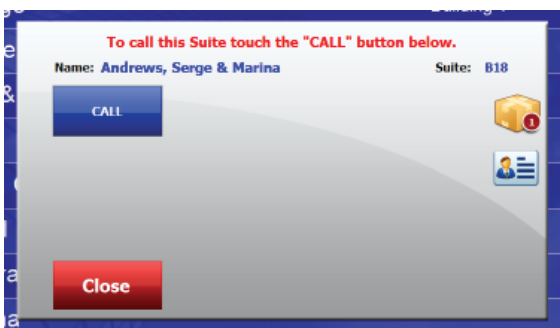 To call this Suite touch the "CALL" button below.
Name: Andrews, Serge & Marina Suite: B18
CALL
1
Close